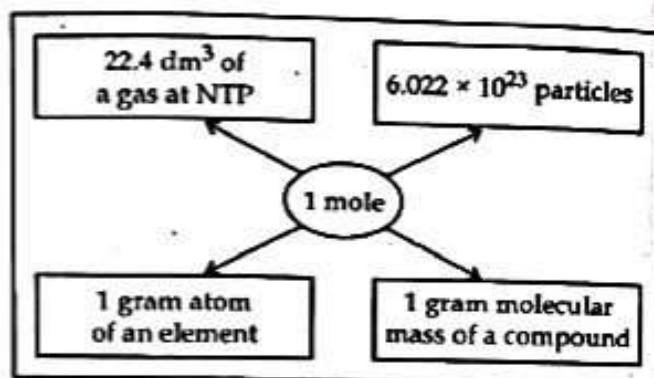 22.4 dm³ of
a gas at NTP
6.022 × 10²³ particles
1 mole
1 gram atom
of an element
1 gram molecular
mass of a compound